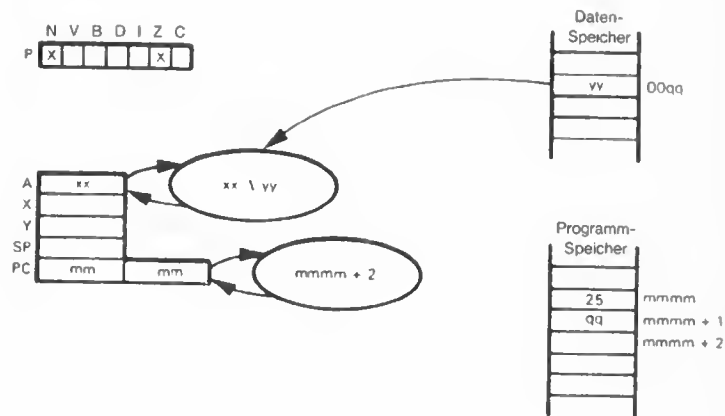 Daten-
Speicher
N V B D I Z C
P X X
yy 00qq
A xx
xx \ yy
X
Y
SP
PC mm mm
mmmm + 2
Programm-
Speicher
25 mmmm
qq mmmm + 1
mmmm + 2